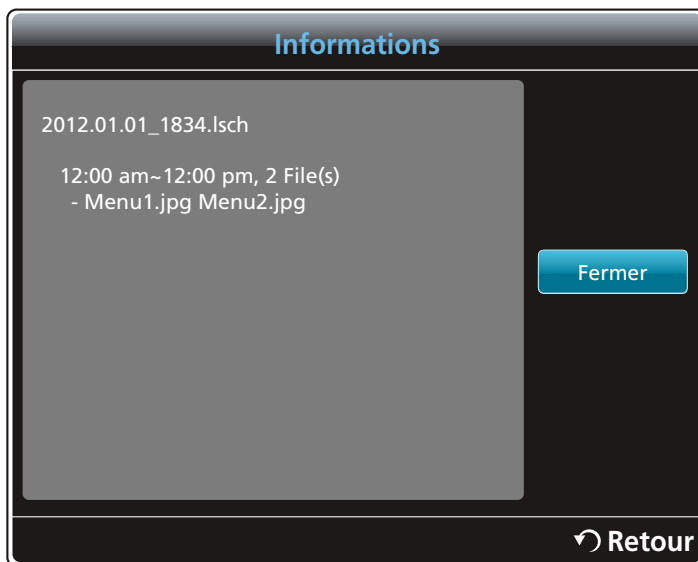 Informations
2012.01.01_1834.lsch
12:00 am~12:00 pm, 2 File(s)
- Menu1.jpg Menu2.jpg
Fermer
Retour